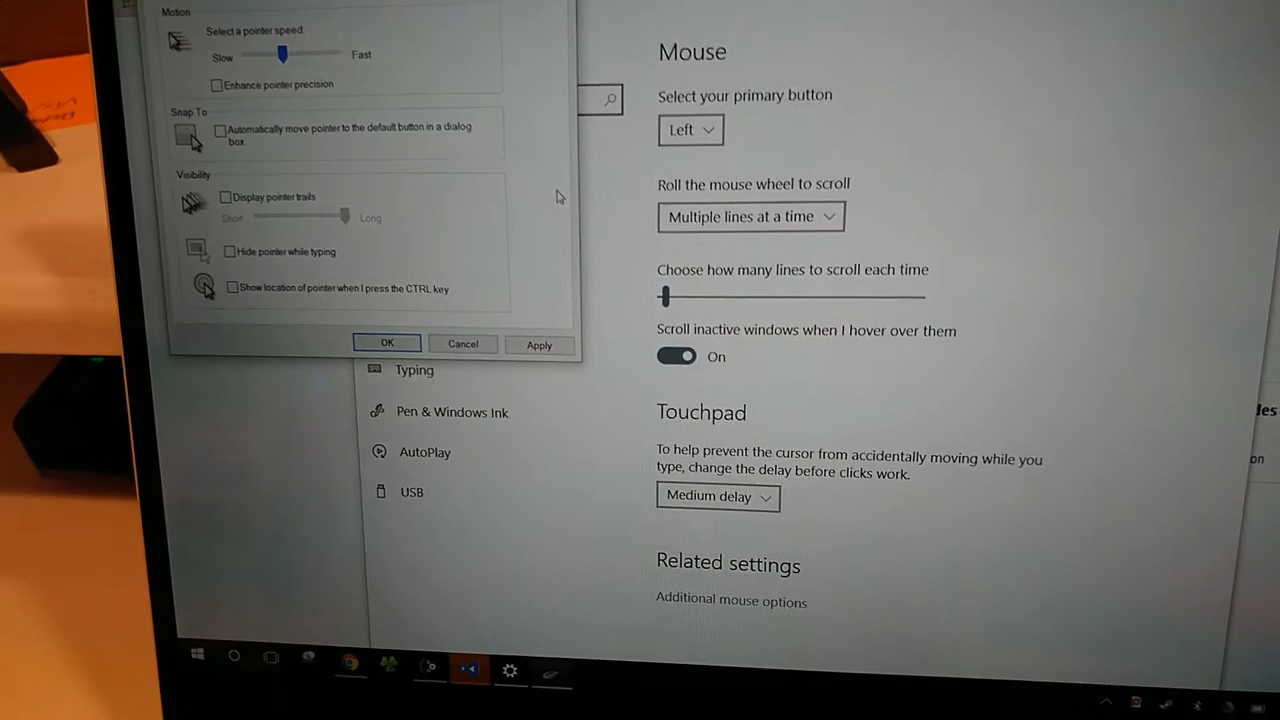 Motion
Select a pointer speed
Slow
Fast
Enhance pointer precision
Snap To
Automatically move pointer to the default button in a dialog
box
Visibility
Display pointer trails
Short
Long
Hide pointer while typing
Show location of pointer when I press the CTRL key
OK
Cancel
Apply
Typing
Pen & Windows Ink
AutoPlay
USB
Mouse
Select your primary button
Left
Roll the mouse wheel to scroll
Multiple lines at a time
Choose how many lines to scroll each time
Scroll inactive windows when I hover over them
On
Touchpad
To help prevent the cursor from accidentally moving while you
type, change the delay before clicks work.
Medium delay
Related settings
Additional mouse options
des
on